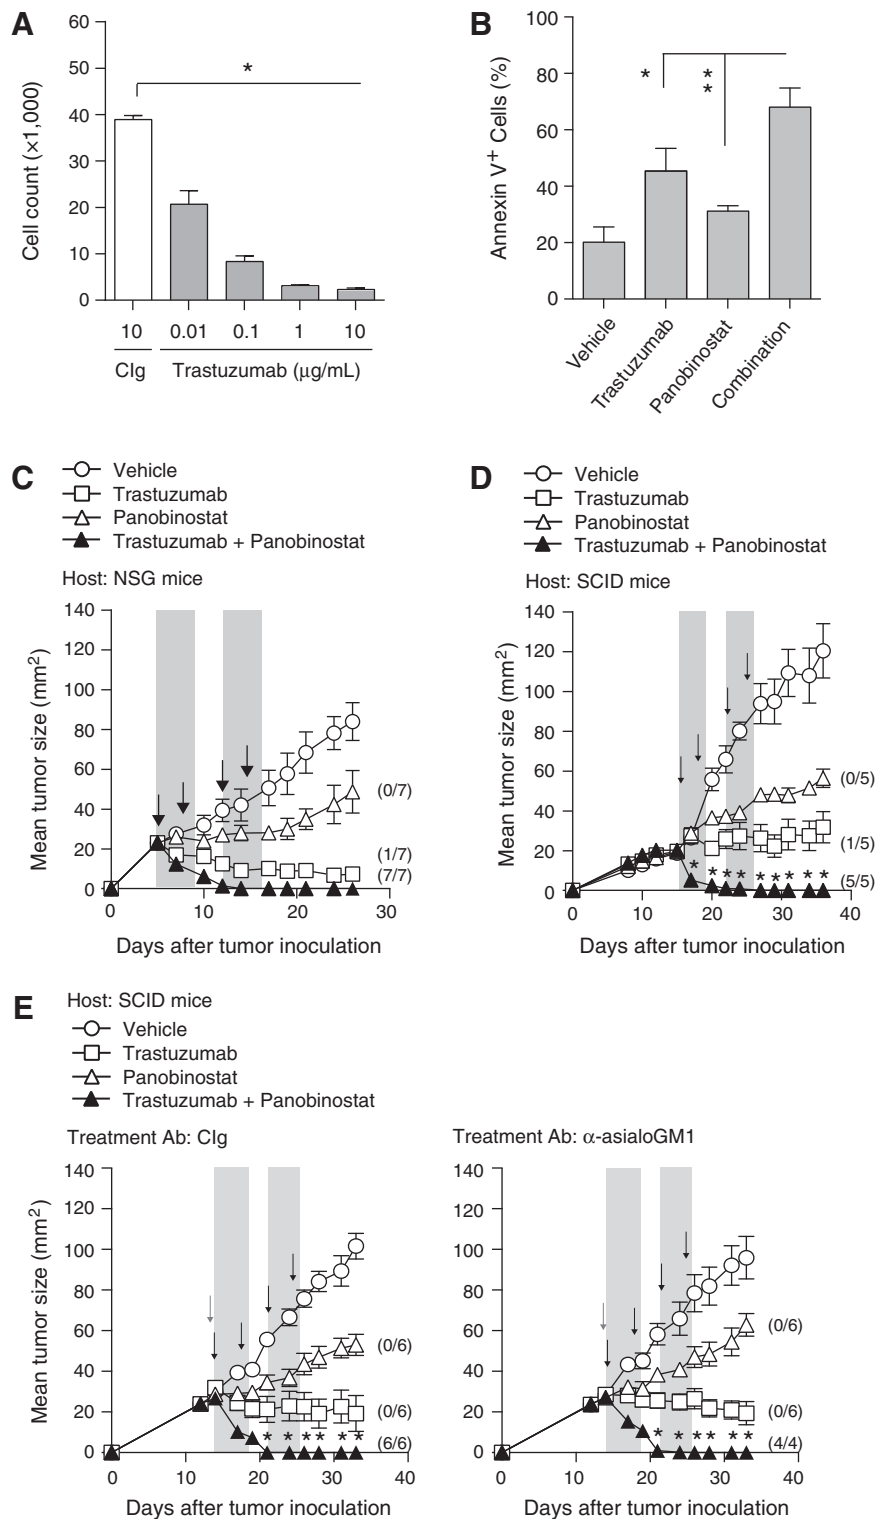 A
60
50
40
30
20
10
0
Cell count (×1,000)
*
10 0.01 0.1 1 10
CIg Trastuzumab (μg/mL)
B
100
80
60
40
20
0
Annexin V+ Cells (%)
*
*
*
Vehicle
Trastuzumab
Panobinostat
Combination
C
Vehicle
Trastuzumab
Panobinostat
Trastuzumab + Panobinostat
Host: NSG mice
140
120
100
80
60
40
20
0
Mean tumor size (mm2)
(0/7)
(1/7)
(7/7)
0 10 20 30
Days after tumor inoculation
D
Vehicle
Trastuzumab
Panobinostat
Trastuzumab + Panobinostat
Host: SCID mice
140
120
100
80
60
40
20
0
Mean tumor size (mm2)
(0/5)
(1/5)
* * * * * * * * *
(5/5)
0 10 20 30 40
Days after tumor inoculation
E
Host: SCID mice
Vehicle
Trastuzumab
Panobinostat
Trastuzumab + Panobinostat
Treatment Ab: CIg
140
120
100
80
60
40
20
0
Mean tumor size (mm2)
(0/6)
(0/6)
* * * * * *
(6/6)
0 10 20 30 40
Days after tumor inoculation
Treatment Ab: α-asialoGM1
140
120
100
80
60
40
20
0
(0/6)
(0/6)
* * * * * *
(4/4)
0 10 20 30 40
Days after tumor inoculation